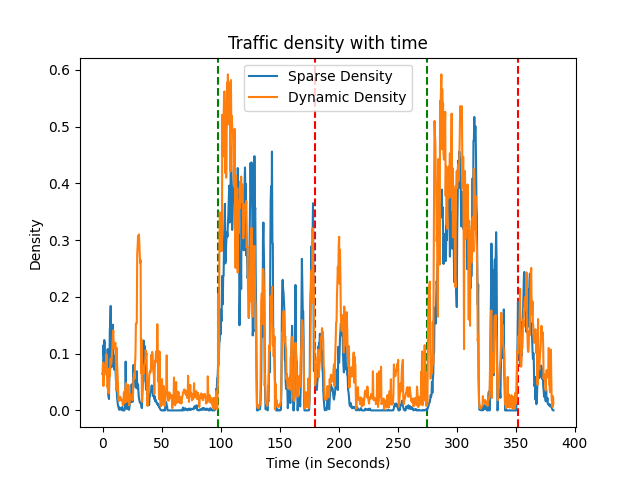 Traffic density with time
Sparse Density
Dynamic Density
Density
0.6
0.5
0.4
0.3
0.2
0.1
0.0
0 50 100 150 200 250 300 350 400
Time (in Seconds)